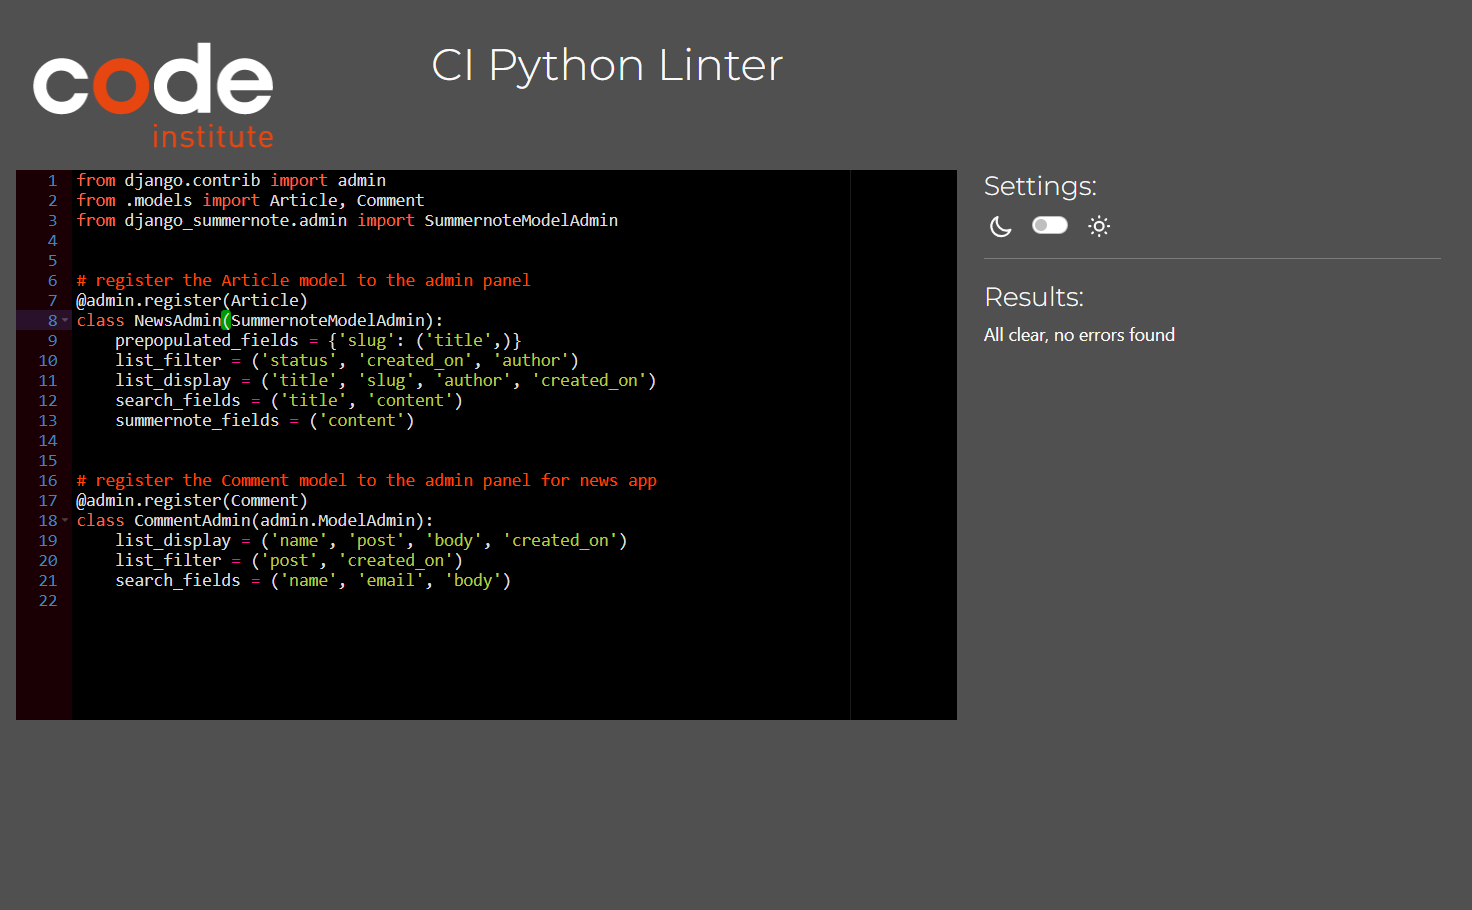 code
institute
CI Python Linter
1 from django.contrib import admin
2 from .models import Article, Comment
3 from django_summernote.admin import SummernoteModelAdmin
4
5
6 # register the Article model to the admin panel
7 @admin.register(Article)
8 class NewsAdmin(SummernoteModelAdmin):
9     prepopulated_fields = {'slug': ('title',)}
10     list_filter = ('status', 'created_on', 'author')
11     list_display = ('title', 'slug', 'author', 'created_on')
12     search_fields = ('title', 'content')
13     summernote_fields = ('content')
14
15
16 # register the Comment model to the admin panel for news app
17 @admin.register(Comment)
18 class CommentAdmin(admin.ModelAdmin):
19     list_display = ('name', 'post', 'body', 'created_on')
20     list_filter = ('post', 'created_on')
21     search_fields = ('name', 'email', 'body')
22
Settings:
Results:
All clear, no errors found